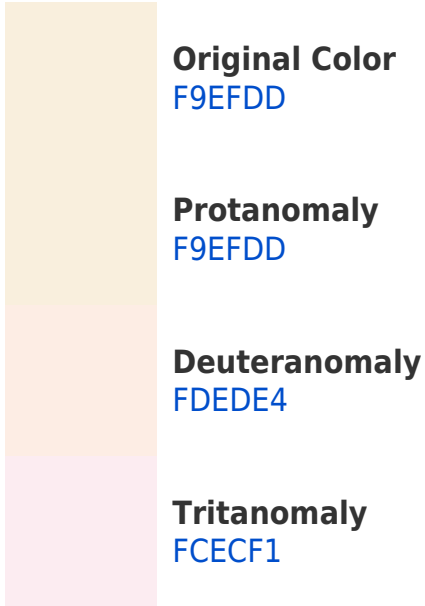 Original Color
F9EFDD
Protanomaly
F9EFDD
Deuteranomaly
FDEDE4
Tritanomaly
FCECF1